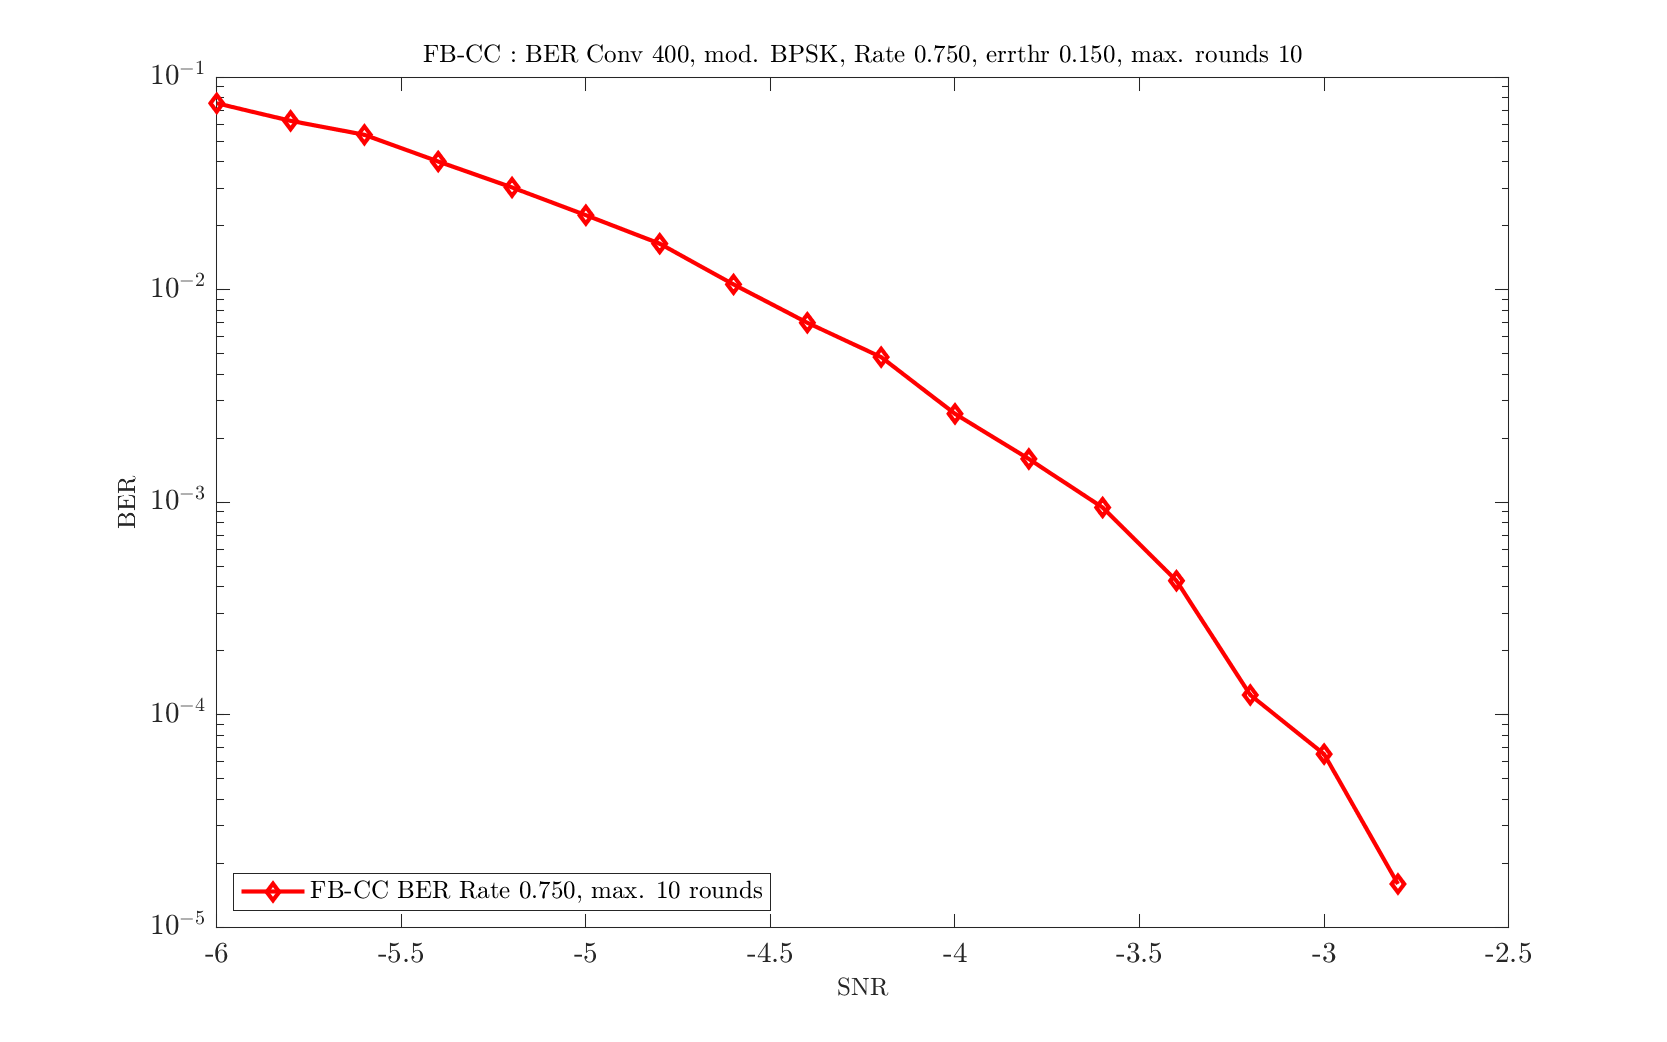 FB-CC : BER Conv 400, mod. BPSK, Rate 0.750, errthr 0.150, max. rounds 10
10^{-1}
10^{-2}
10^{-3}
10^{-4}
10^{-5}
BER
FB-CC BER Rate 0.750, max. 10 rounds
-6 -5.5 -5 -4.5 -4 -3.5 -3 -2.5
SNR